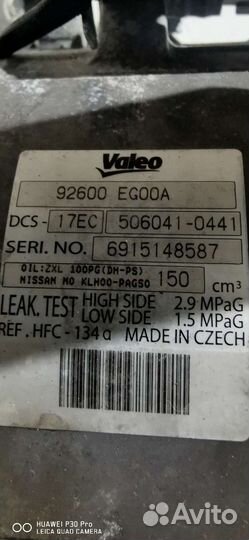 Valeo
92600 EG00A
DCS- 17EC 506041-0441
SERI. NO. 6915148587
OIL:ZXL 100PG(DH-PS)
NISSAN NO KLH00-PAGS0 150 cm³
LEAK. TEST HIGH SIDE 2.9 MPaG
LOW SIDE 1.5 MPaG
REF. HFC-134a MADE IN CZECH
HUAWEI P30 Pro
LEICA QUAD CAMERA
Avito